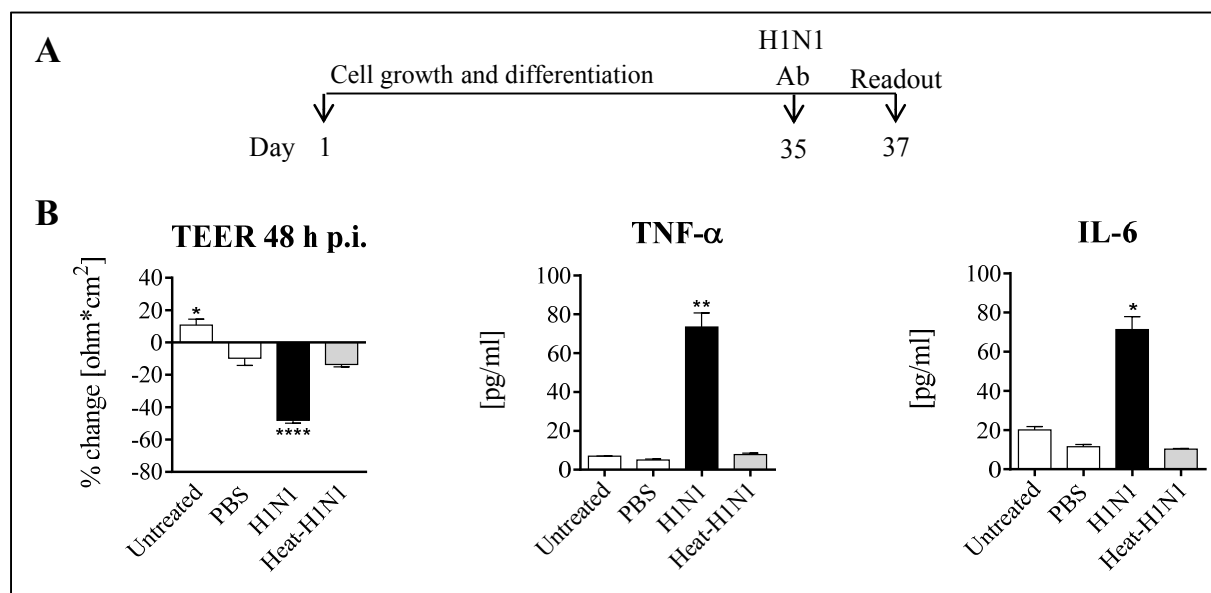 A
H1N1
Cell growth and differentiation Ab Readout
Day 1 35 37
B
TEER 48 h p.i.
% change [ohm*cm²]
40
20
0
-20
-40
-60
-80
*
****
Untreated
PBS
H1N1
Heat-H1N1
TNF-α
[pg/ml]
100
80
60
40
20
0
**
Untreated
PBS
H1N1
Heat-H1N1
IL-6
[pg/ml]
100
80
60
40
20
0
*
Untreated
PBS
H1N1
Heat-H1N1